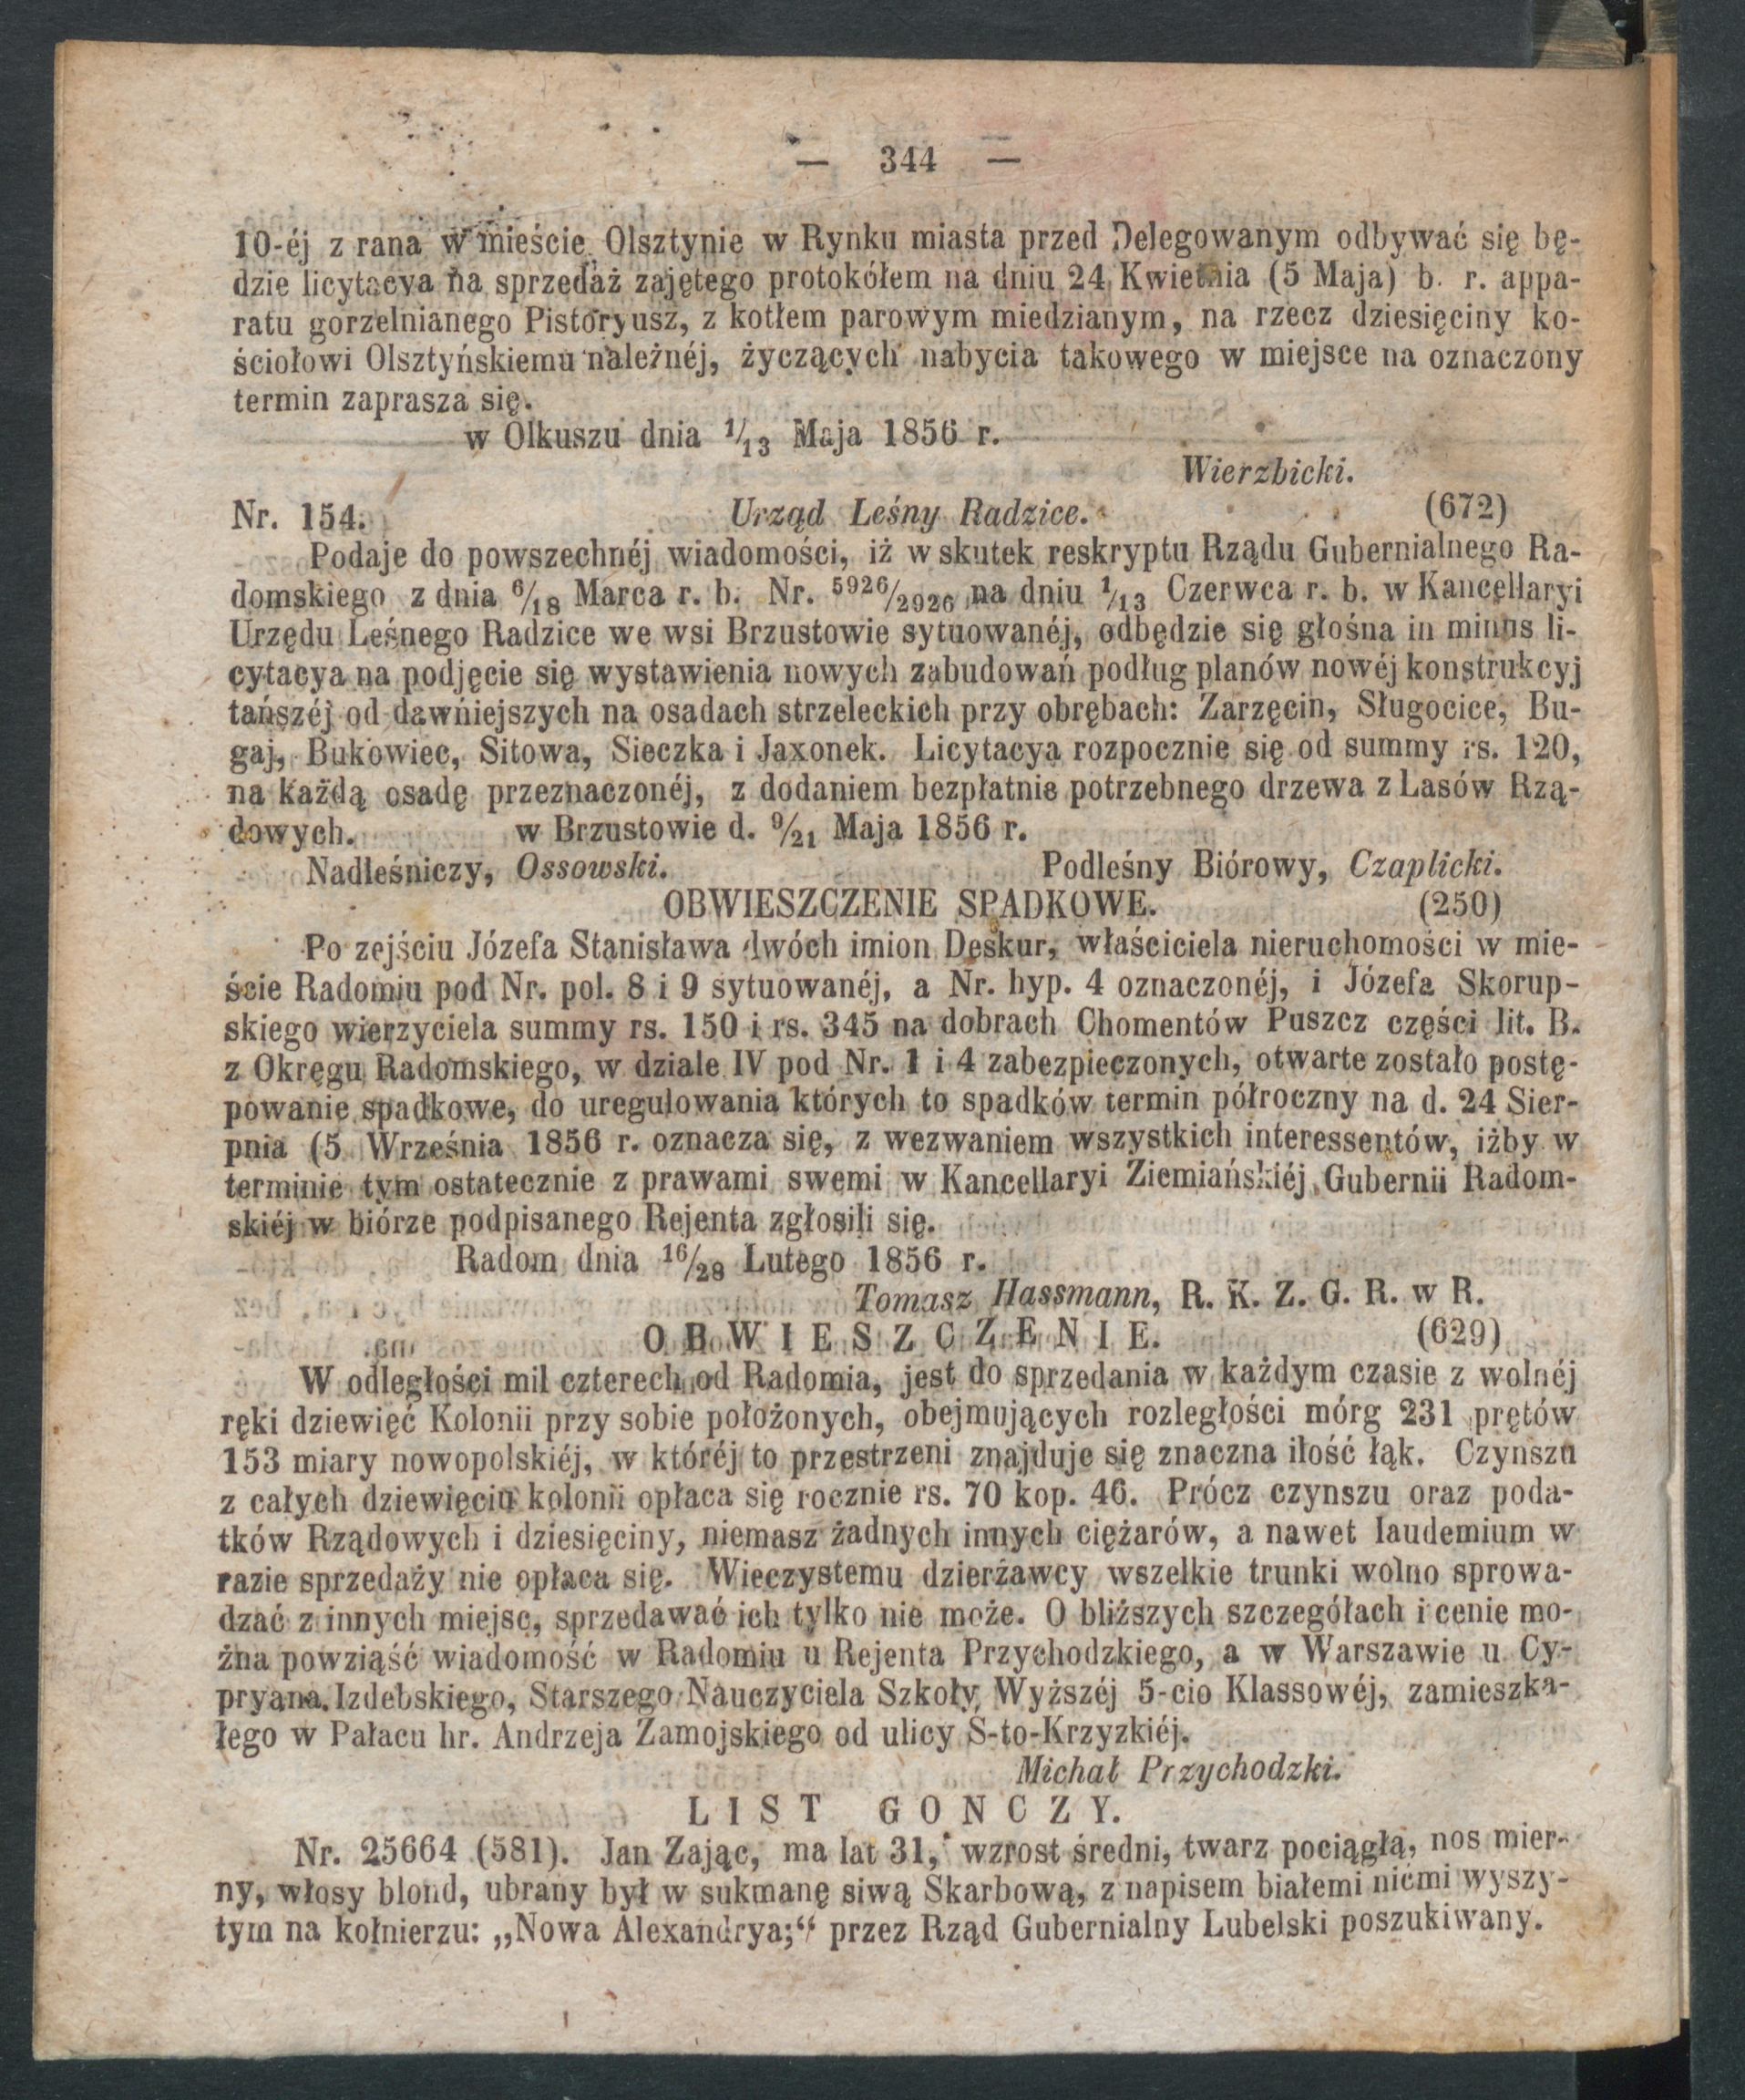 — 344 —
10-éj z rana w mieście Olsztynie w Rynku miasta przed Delegowanym odbywać się bę-
dzie licytacya na sprzedaż zajętego protokółem na dniu 24 Kwietnia (5 Maja) b. r. appa-
ratu gorzelnianego Pistoryusz, z kotłem parowym miedzianym, na rzecz dziesięciny ko-
ściołowi Olsztyńskiemu należnéj, życzących nabycia takowego w miejsce na oznaczony
termin zaprasza się.
w Olkuszu dnia 1/13 Maja 1856 r.
Wierzbicki.
Nr. 154. Urząd Leśny Radzice. (672)
Podaje do powszechnéj wiadomości, iż w skutek reskryptu Rządu Gubernialnego Ra-
domskiego z dnia 6/18 Marca r. b. Nr. 5926/2926 na dniu 1/13 Czerwca r. b. w Kancellaryi
Urzędu Leśnego Radzice we wsi Brzustowie sytuowanéj, odbędzie się głośna in minus li-
cytacya na podjęcie się wystawienia nowych zabudowań podług planów nowéj konstrukcyj
tańszéj od dawniejszych na osadach strzeleckich przy obrębach: Zarzęcin, Sługocice, Bu-
gaj, Bukowiec, Sitowa, Sieczka i Jaxonek. Licytacya rozpocznie się od summy rs. 120,
na każdą osadę przeznaczonéj, z dodaniem bezpłatnie potrzebnego drzewa z Lasów Rzą-
dowych. w Brzustowie d. 9/21 Maja 1856 r.
Nadleśniczy, Ossowski. Podleśny Biórowy, Czaplicki.
OBWIESZCZENIE SPADKOWE. (250)
Po zejściu Józefa Stanisława dwóch imion Deskur, właściciela nieruchomości w mie-
ście Radomiu pod Nr. pol. 8 i 9 sytuowanéj, a Nr. hyp. 4 oznaczonéj, i Józefa Skorup-
skiego wierzyciela summy rs. 150 i rs. 345 na dobrach Chomentów Puszcz części lit. B.
z Okręgu Radomskiego, w dziale IV pod Nr. 1 i 4 zabezpieczonych, otwarte zostało postę-
powanie spadkowe, do uregulowania których to spadków termin półroczny na d. 24 Sier-
pnia (5 Września 1856 r. oznacza się, z wezwaniem wszystkich interessentów, iżby w
terminie tym ostatecznie z prawami swemi w Kancellaryi Ziemiańskiéj Gubernii Radom-
skiéj w biórze podpisanego Rejenta zgłosili się.
Radom dnia 16/28 Lutego 1856 r.
Tomasz Hassmann, R. K. Z. G. R. w R.
OBWIESZCZENIE. (629)
W odległości mil czterech od Radomia, jest do sprzedania w każdym czasie z wolnéj
ręki dziewięć Kolonii przy sobie położonych, obejmujących rozległości mórg 231 prętów
153 miary nowopolskiéj, w któréj to przestrzeni znajduje się znaczna ilość łąk. Czynszu
z całych dziewięciu kolonii opłaca się rocznie rs. 70 kop. 46. Prócz czynszu oraz poda-
tków Rządowych i dziesięciny, niemasz żadnych innych ciężarów, a nawet laudemium w
razie sprzedaży nie opłaca się. Wieczystemu dzierżawcy wszelkie trunki wolno sprowa-
dzać z innych miejsc, sprzedawać ich tylko nie może. O bliższych szczegółach i cenie mo-
żna powziąść wiadomość w Radomiu u Rejenta Przychodzkiego, a w Warszawie u Cy-
pryana Izdebskiego, Starszego Nauczyciela Szkoły Wyższéj 5-cio Klassowéj, zamieszka-
łego w Pałacu hr. Andrzeja Zamojskiego od ulicy S-to-Krzyzkiéj.
Michał Przychodzki.
LIST GONCZY.
Nr. 25664 (581). Jan Zając, ma lat 31, wzrost średni, twarz pociągłą, nos mier-
ny, włosy blond, ubrany był w sukmanę siwą Skarbową, z napisem białemi nićmi wyszy-
tym na kołnierzu: „Nowa Alexandrya;“ przez Rząd Gubernialny Lubelski poszukiwany.